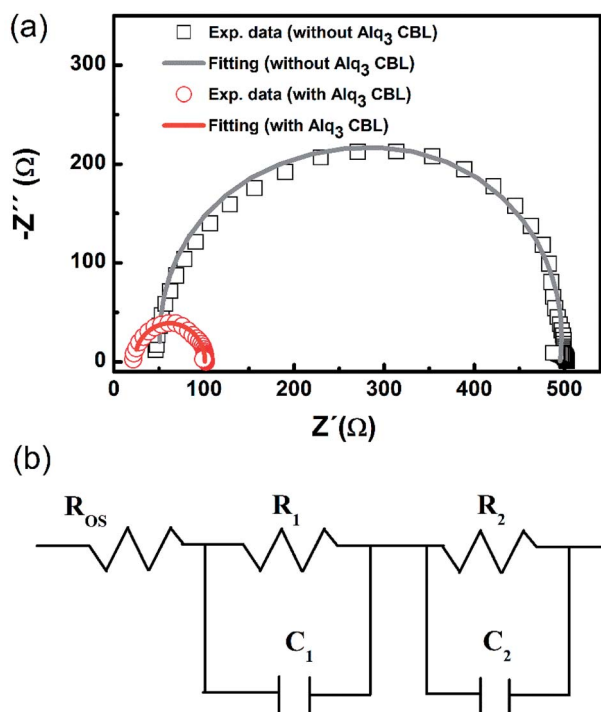 (a)
Exp. data (without Alq3 CBL)
Fitting (without Alq3 CBL)
Exp. data (with Alq3 CBL)
Fitting (with Alq3 CBL)
300
200
100
0
-Z´´ (Ω)
0 100 200 300 400 500
Z´(Ω)
(b)
ROS R1 R2
C1 C2